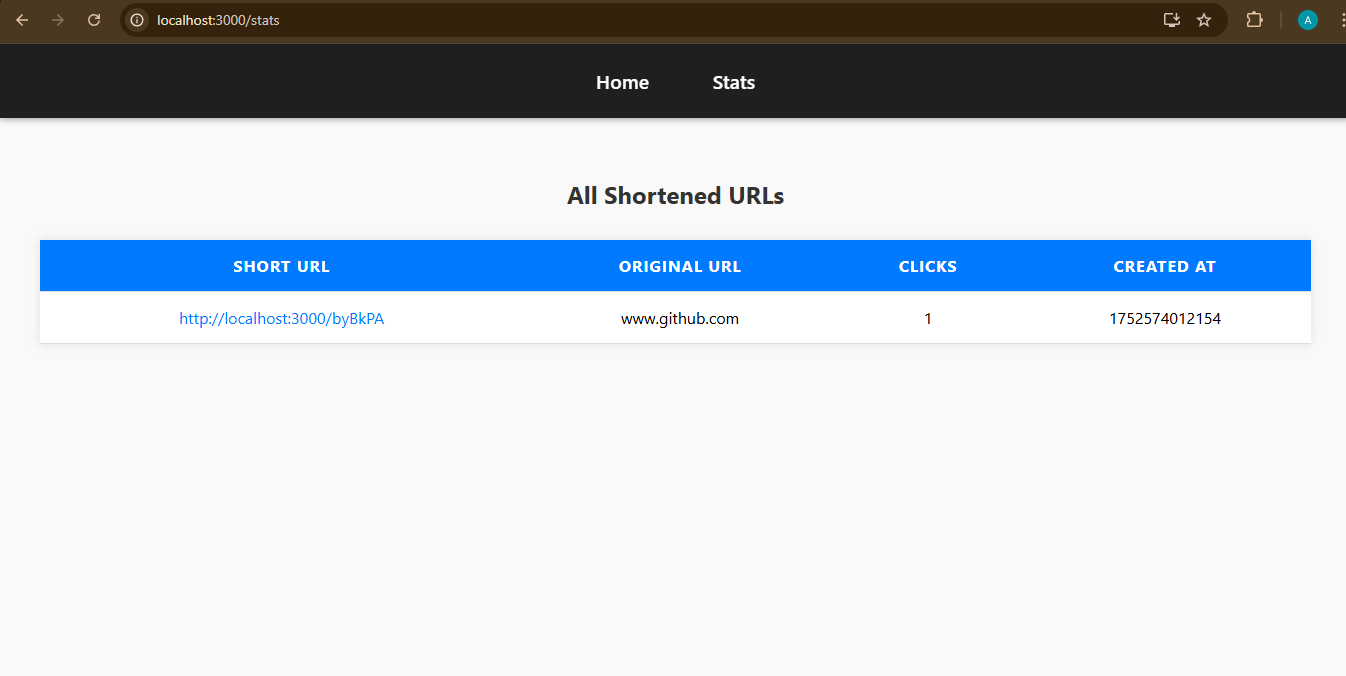 localhost:3000/stats
A
Home Stats
All Shortened URLs
SHORT URL ORIGINAL URL CLICKS CREATED AT
http://localhost:3000/byBkPA www.github.com 1 1752574012154